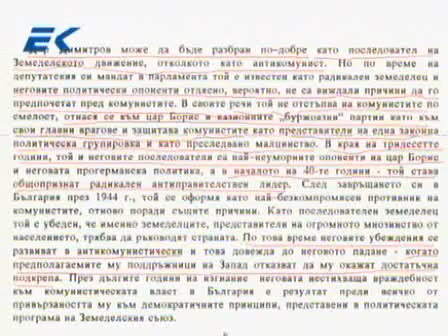 ЕК
Димитров може да бъде разбран по-добре като последовател на
Земеделското движение, отколкото като антикомунист. Но по време на
депутатския си мандат в парламента той е известен като радикален земеделец и
неговите политически опоненти отляво, вероятно, не са виждали причини да го
предпочетат пред комунистите. В своите речи той не отстъпва на комунистите по
смелост, отнася се към цар Борис и казионните „буржоазни" партии като към
свои главни врагове и защитава комунистите като представители на една законна
политическа групировка и като преследвано малцинство. В края на тридесетте
години, той и неговите последователи са най-неуморните опоненти на цар Борис
и неговата прогерманска политика, а в началото на 40-те години - той става
общопризнат радикален антиправителствен лидер. След завръщането си в
България през 1944 г., той се оформя като най-безкомпромисен противник на
комунистите, отново поради същите причини. Като последователен земеделец
той е убеден, че именно земеделците, представители на огромното мнозинство от
населението, трябва да ръководят страната. По това време неговите убеждения се
развиват в антикомунистически и това довежда до неговото падане - когато
предполагаемите му поддръжници на Запад отказват да му окажат достатъчна
подкрепа. През дългите години на изгнание неговата нестихваща враждебност
към комунистическата власт в България е резултат преди всичко от
привързаността му към демократичните принципи, представени в политическата
програма на Земеделския съюз.